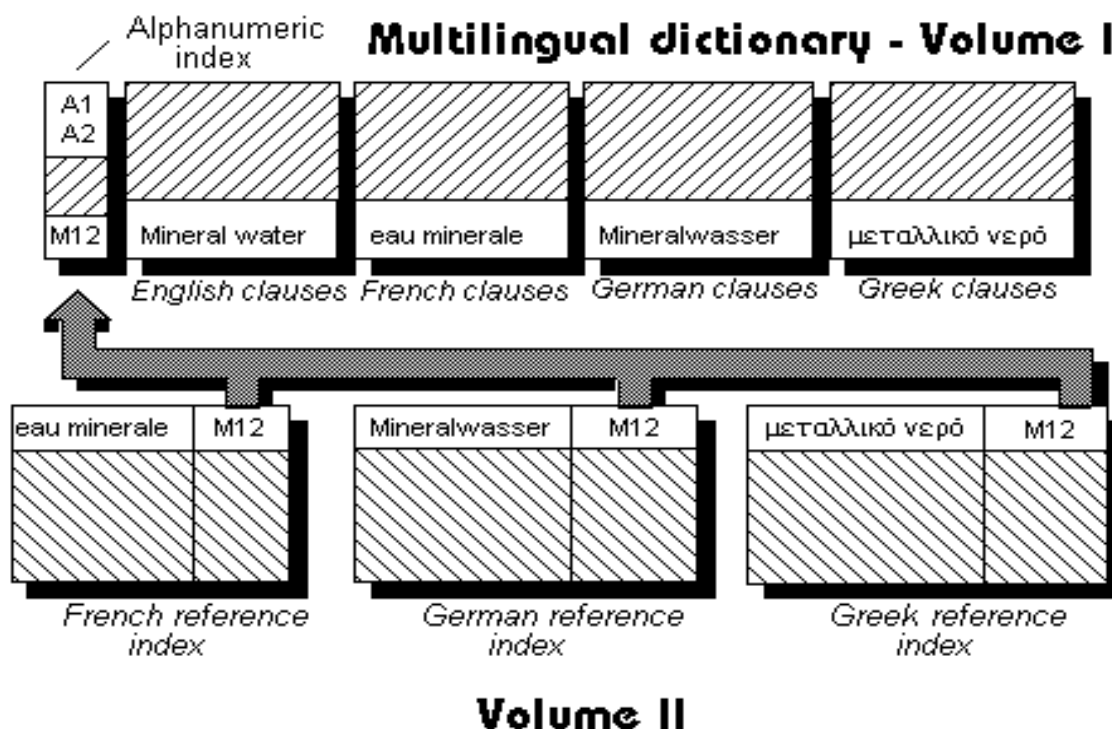 Alphanumeric
index
Multilingual dictionary - Volume I
A1
A2
M12
Mineral water
eau minerale
Mineralwasser
μεταλλικό νερό
English clauses
French clauses
German clauses
Greek clauses
eau minerale
M12
Mineralwasser
M12
μεταλλικό νερό
M12
French reference
index
German reference
index
Greek reference
index
Volume II